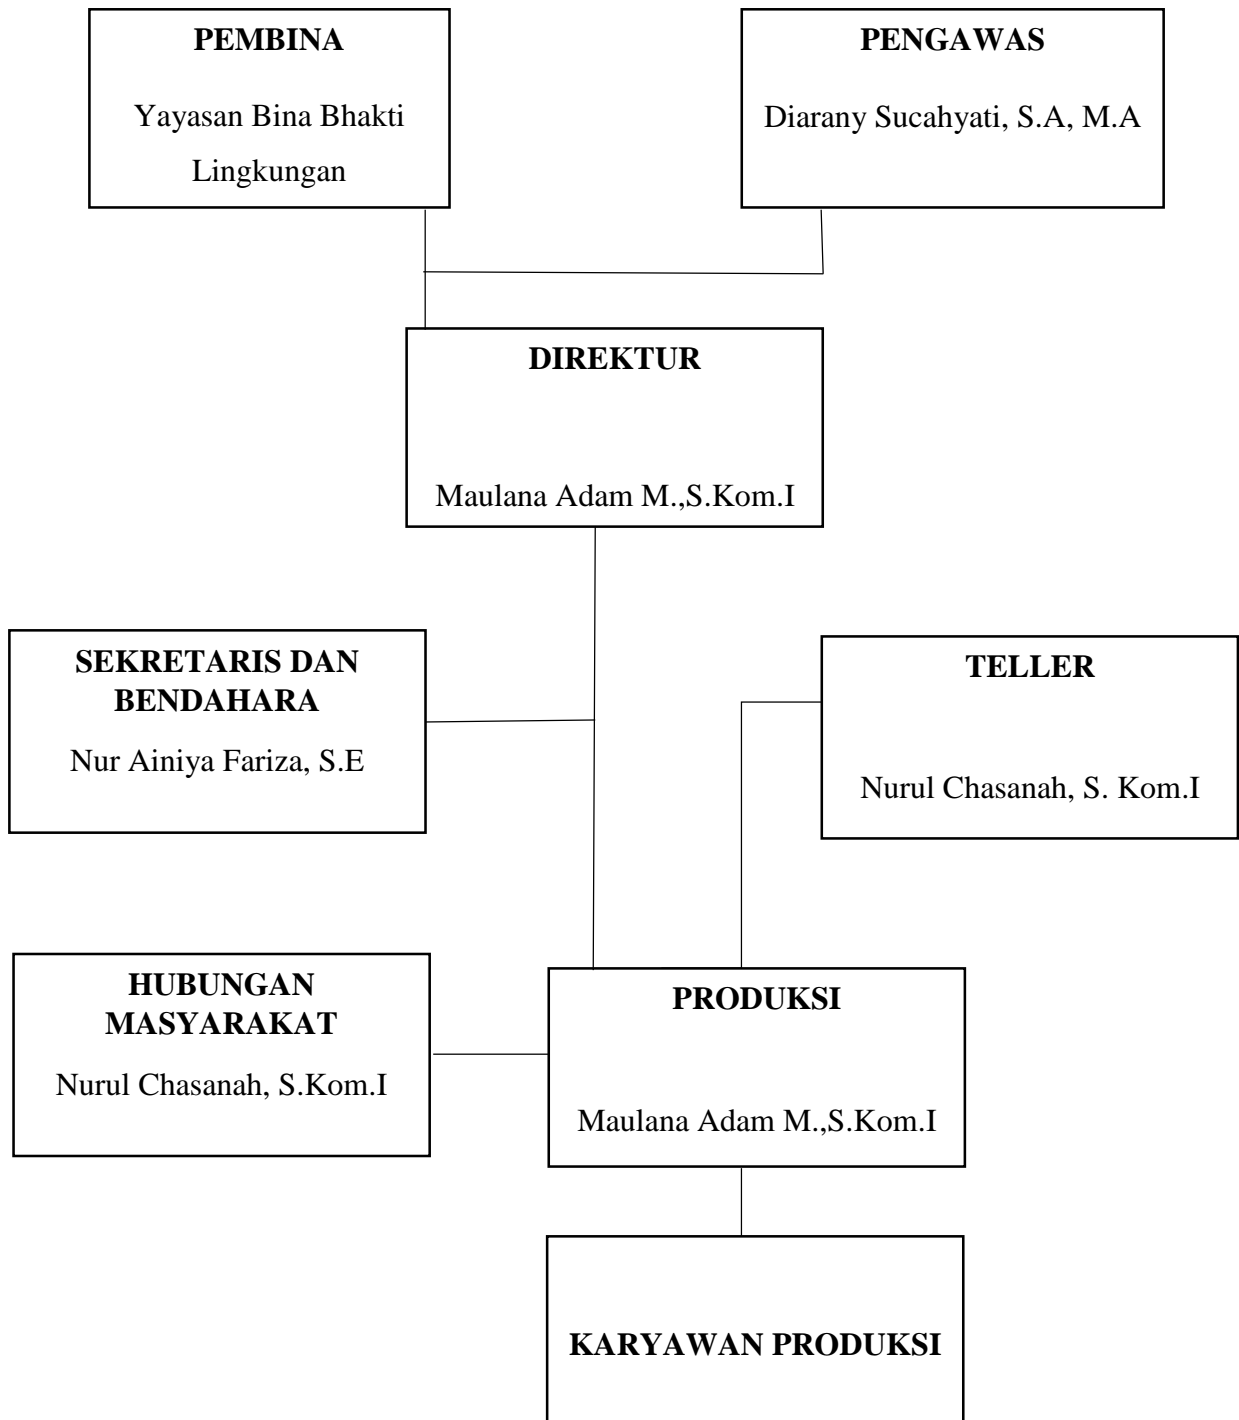 PEMBINA
Yayasan Bina Bhakti
Lingkungan
PENGAWAS
Diarany Sucahyati, S.A, M.A
DIREKTUR
Maulana Adam M.,S.Kom.I
SEKRETARIS DAN
BENDAHARA
Nur Ainiya Fariza, S.E
TELLER
Nurul Chasanah, S. Kom.I
HUBUNGAN
MASYARAKAT
Nurul Chasanah, S.Kom.I
PRODUKSI
Maulana Adam M.,S.Kom.I
KARYAWAN PRODUKSI